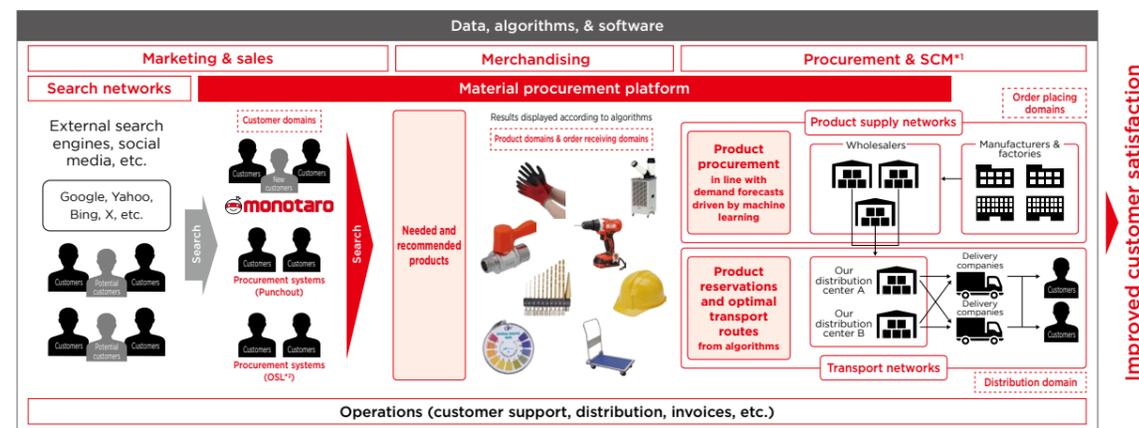 Data, algorithms, & software
Marketing & sales
Merchandising
Procurement & SCM*1
Search networks
Material procurement platform
External search
engines, social
media, etc.
Google, Yahoo,
Bing, X, etc.
Customers
Potential
customers
Customers
Customers
Potential
customers
Customers
Search
Customer domains
Customers
New
customers
Customers
monotaro
Customers
Customers
Procurement systems
(Punchout)
Customers
Customers
Procurement systems
(OSL*2)
Search
Needed and
recommended
products
Results displayed according to algorithms
Product domains & order receiving domains
Order placing
domains
Product supply networks
Product
procurement
in line with
demand forecasts
driven by machine
learning
Wholesalers
Manufacturers &
factories
Product
reservations
and optimal
transport
routes
from algorithms
Our
distribution
center A
Our
distribution
center B
Delivery
companies
Delivery
companies
Customers
Customers
Transport networks
Distribution domain
Operations (customer support, distribution, invoices, etc.)
Improved customer satisfaction